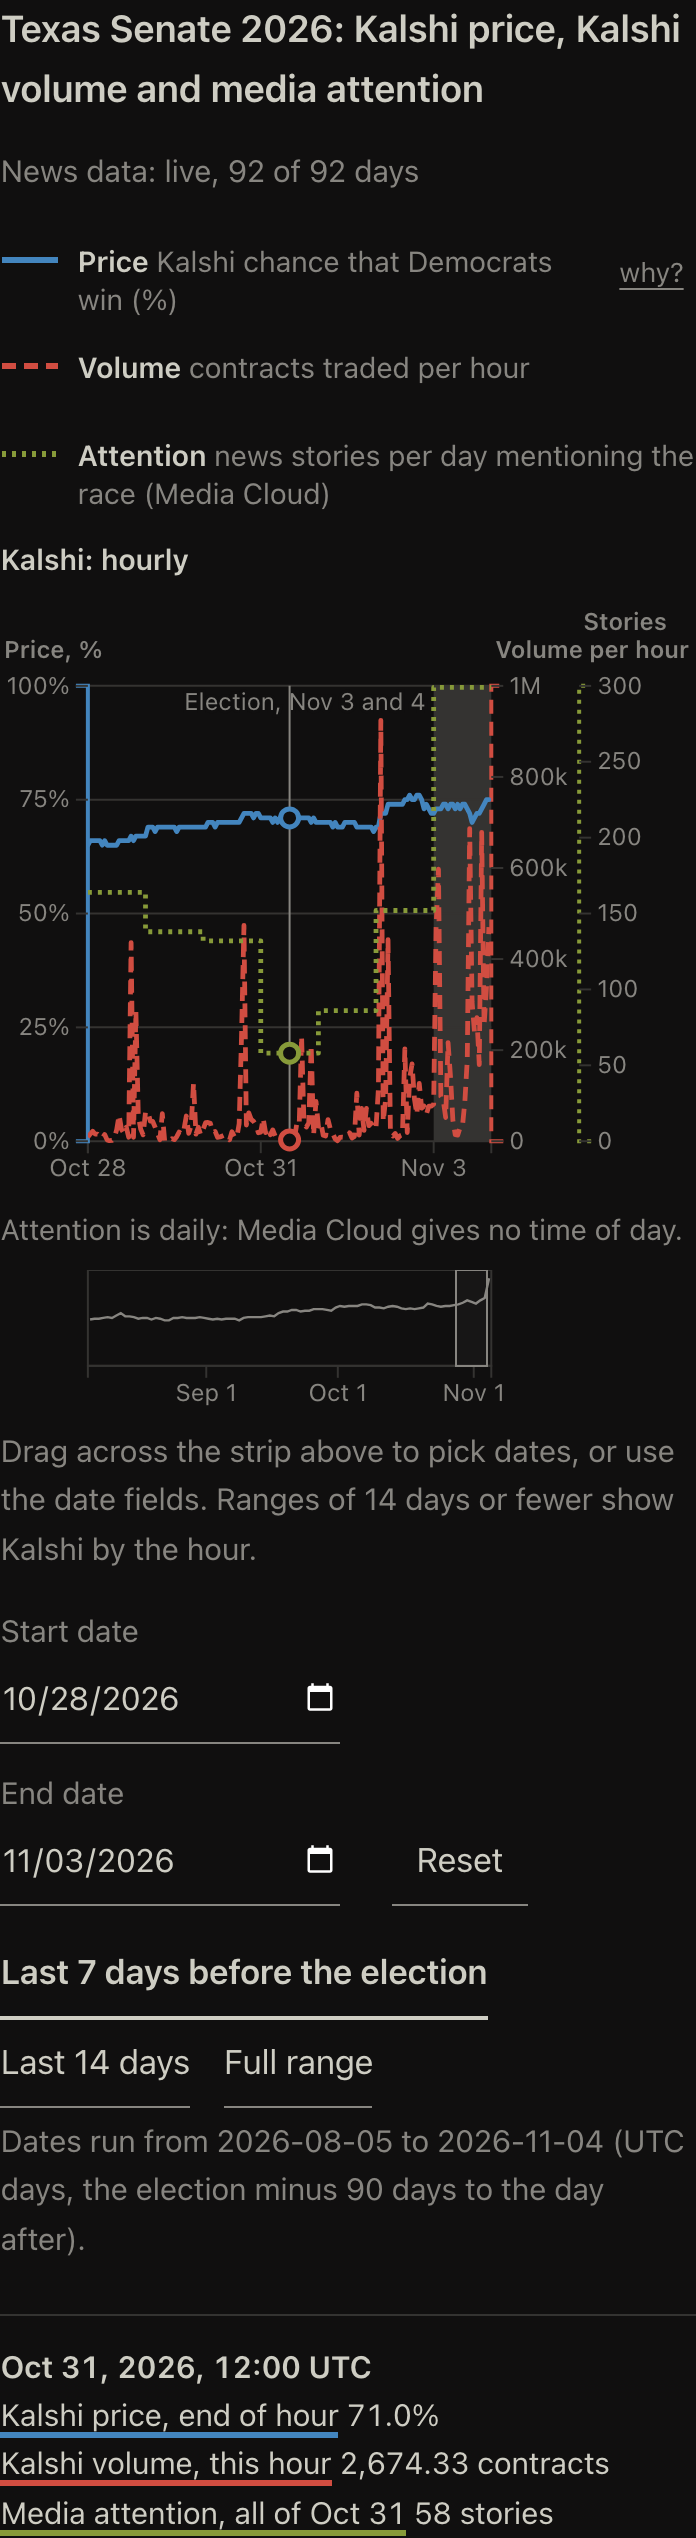 Texas Senate 2026: Kalshi price, Kalshi
volume and media attention
News data: live, 92 of 92 days
Price Kalshi chance that Democrats
win (%)
why?
Volume contracts traded per hour
Attention news stories per day mentioning the
race (Media Cloud)
Kalshi: hourly
Stories
Price, %
Volume per hour
Election, Nov 3 and 4
100%
75%
50%
25%
0%
1M
800k
600k
400k
200k
0
300
250
200
150
100
50
0
Oct 28
Oct 31
Nov 3
Attention is daily: Media Cloud gives no time of day.
Sep 1
Oct 1
Nov 1
Drag across the strip above to pick dates, or use
the date fields. Ranges of 14 days or fewer show
Kalshi by the hour.
Start date
10/28/2026
End date
11/03/2026
Reset
Last 7 days before the election
Last 14 days
Full range
Dates run from 2026-08-05 to 2026-11-04 (UTC
days, the election minus 90 days to the day
after).
Oct 31, 2026, 12:00 UTC
Kalshi price, end of hour 71.0%
Kalshi volume, this hour 2,674.33 contracts
Media attention, all of Oct 31 58 stories